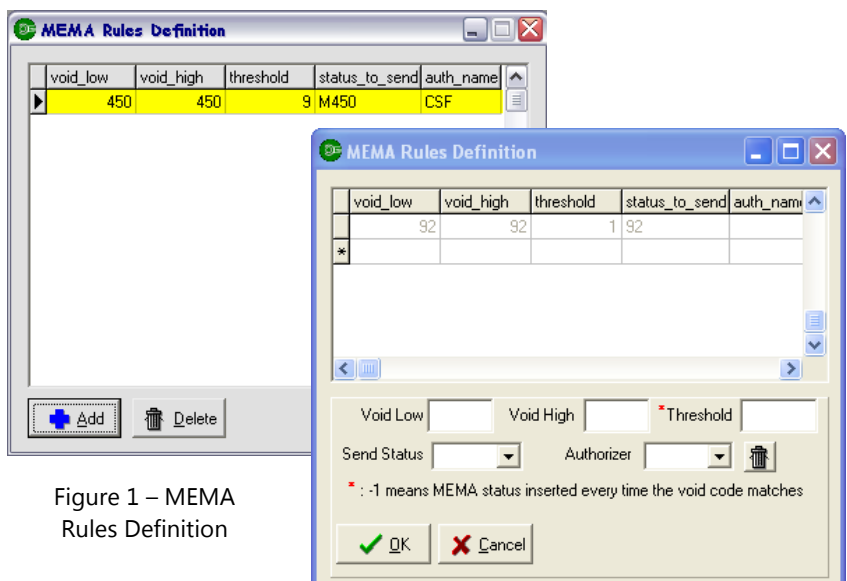 MEMA Rules Definition
void_low void_high threshold status_to_send auth_name
450 450 9 M450 CSF
Add Delete
MEMA Rules Definition
void_low void_high threshold status_to_send auth_nam
92 92 1 92
*
Void Low Void High *Threshold
Send Status Authorizer
* : -1 means MEMA status inserted every time the void code matches
OK Cancel
Figure 1 – MEMA
Rules Definition